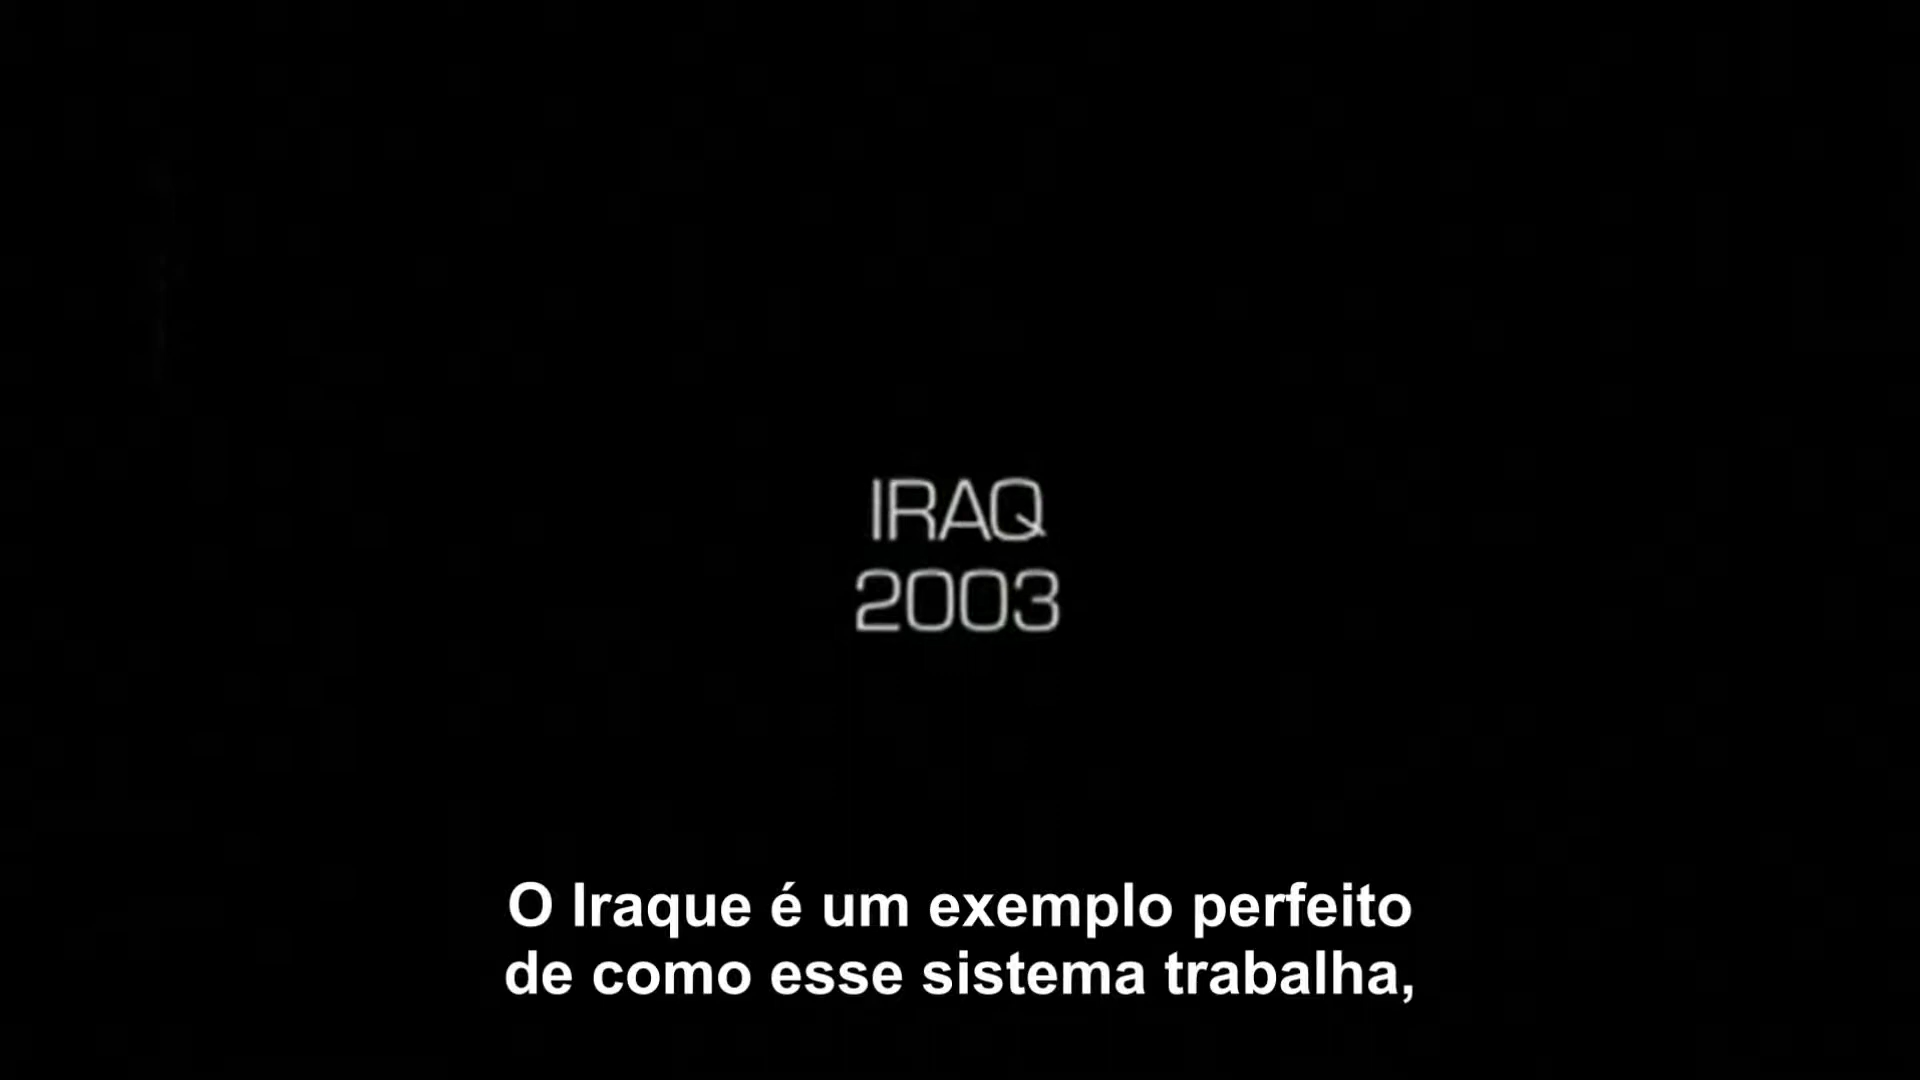 IRAQ
2003
O Iraque é um exemplo perfeito
de como esse sistema trabalha,